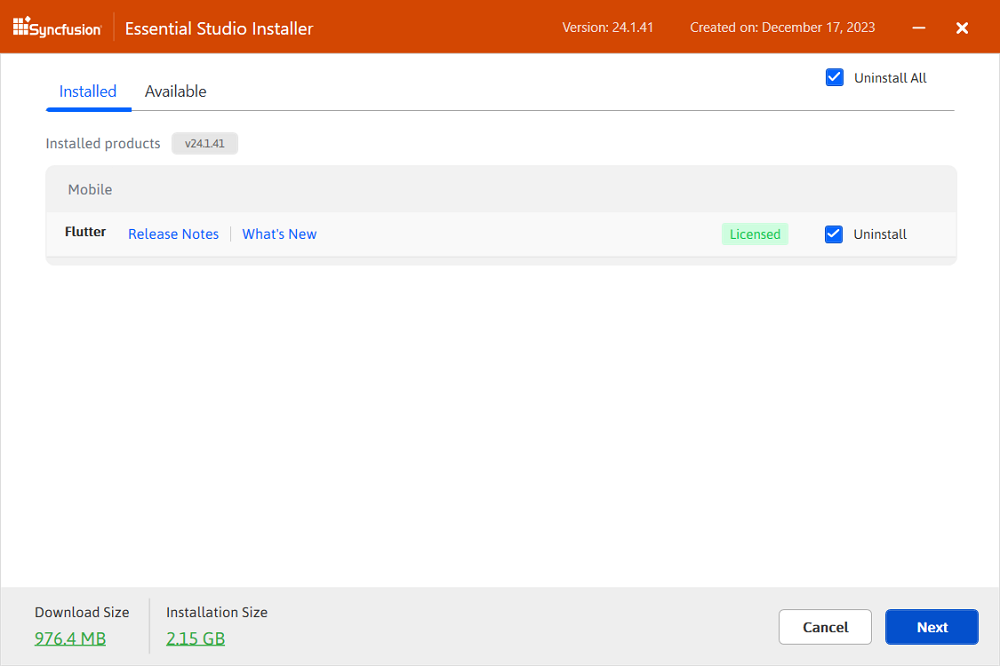 Syncfusion Essential Studio Installer Version: 24.1.41 Created on: December 17, 2023
Installed Available Uninstall All
Installed products v24.1.41
Mobile
Flutter Release Notes What's New Licensed Uninstall
Download Size Installation Size
976.4 MB 2.15 GB
Cancel Next